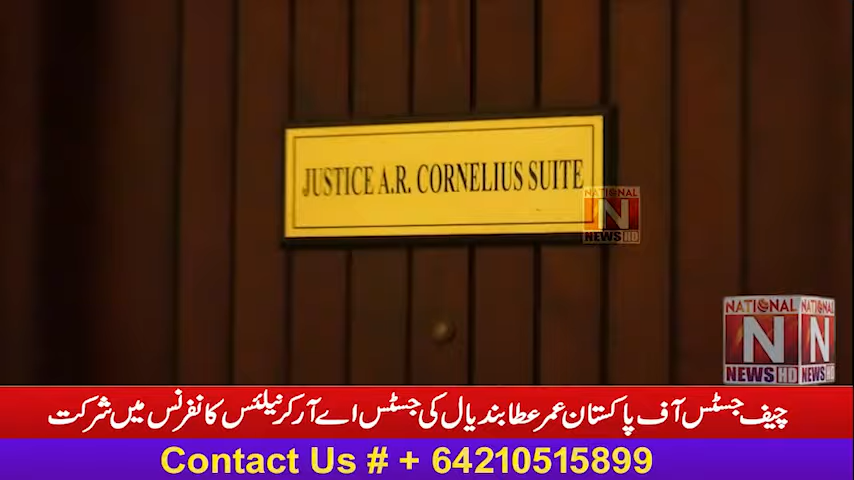 JUSTICE A.R. CORNELIUS SUITE
NATIONAL
N
NEWS HD
NATIONAL
N
NEWS HD
NATIONAL
N
NEWS HD
چیف جسٹس آف پاکستان عمر عطا بندیال کی جسٹس اے آر کرنیلئس کانفرنس میں شرکت
Contact Us # + 64210515899